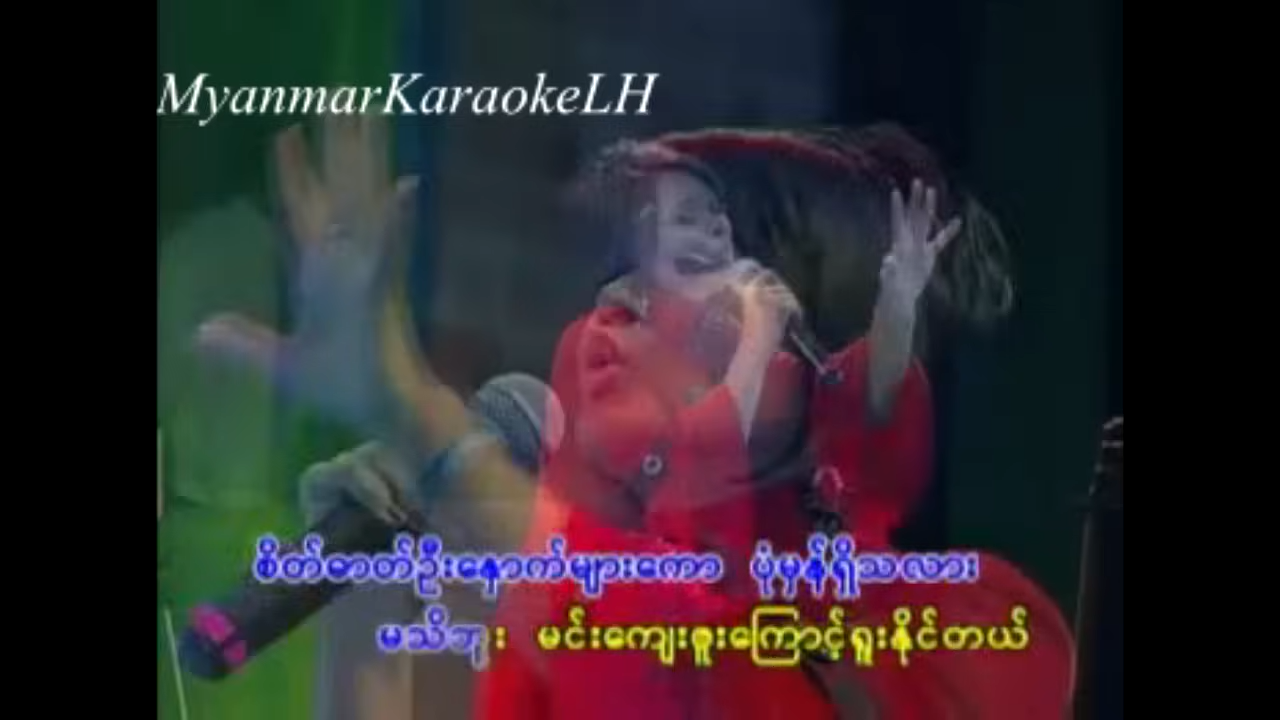 MyanmarKaraokeLH
စိတ်ဓာတ်ဦးနှောက်များကော ပုံမှန်ရှိသလား
မသိဘူး မင်းကျေးဇူးကြောင့်ရူးနိုင်တယ်